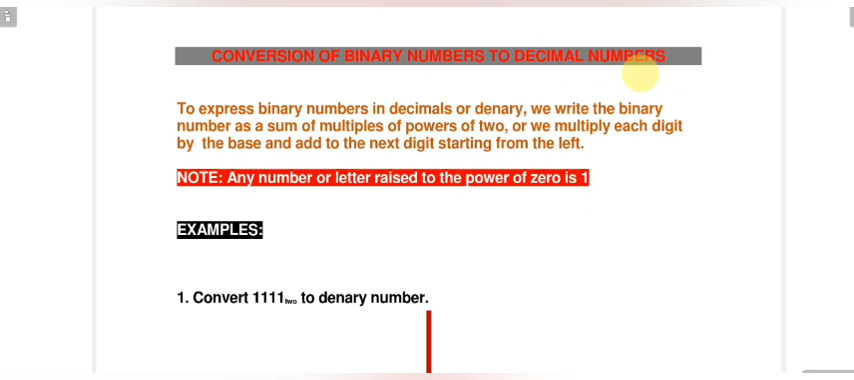 CONVERSION OF BINARY NUMBERS TO DECIMAL NUMBERS
To express binary numbers in decimals or denary, we write the binary
number as a sum of multiples of powers of two, or we multiply each digit
by the base and add to the next digit starting from the left.
NOTE: Any number or letter raised to the power of zero is 1
EXAMPLES:
1. Convert 1111two to denary number.